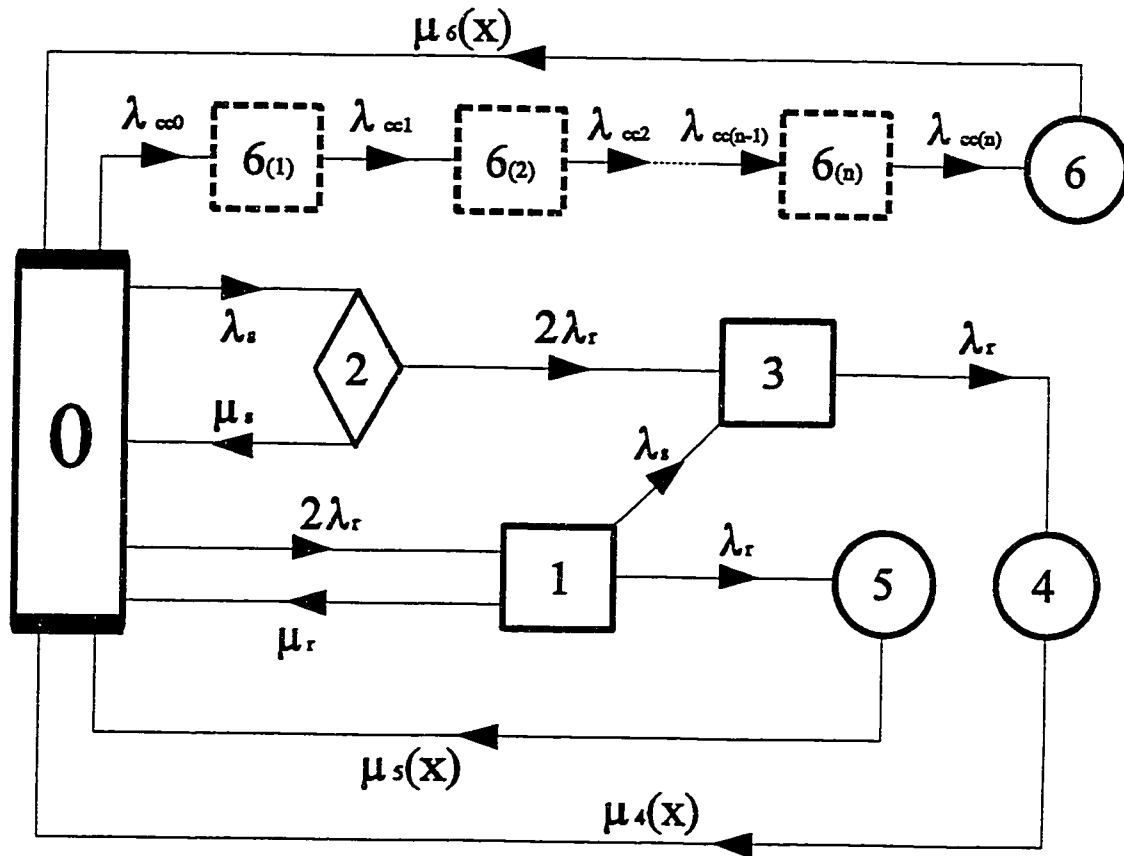 μ₆(x)
λcc0 λcc1 λcc2 λcc(n-1) λcc(n)
6(1) 6(2) 6(n) 6
λs 2λr λr
2 3
0
μs λs
2λr λr
1 5 4
μr
μ₅(x)
μ₄(x)